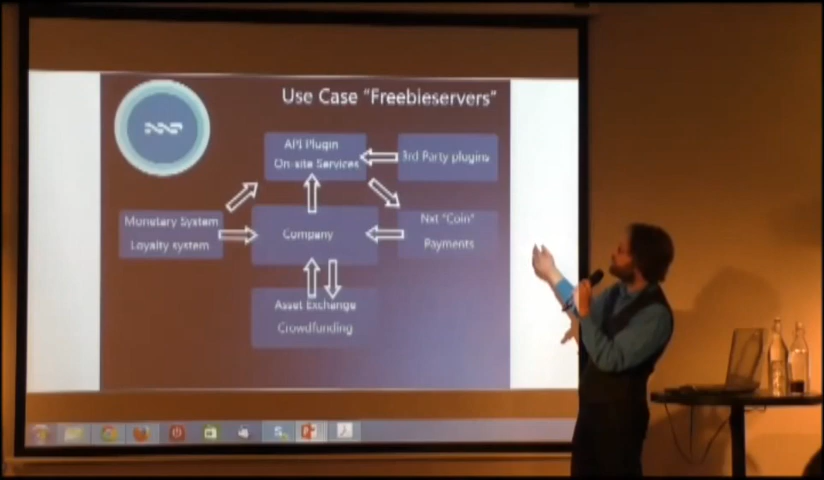 Use Case "Freebieservers"
API Plugin
On-site Services
3rd Party plugins
Monetary System
Loyalty system
Company
Nxt "Coin"
Payments
Asset Exchange
Crowdfunding